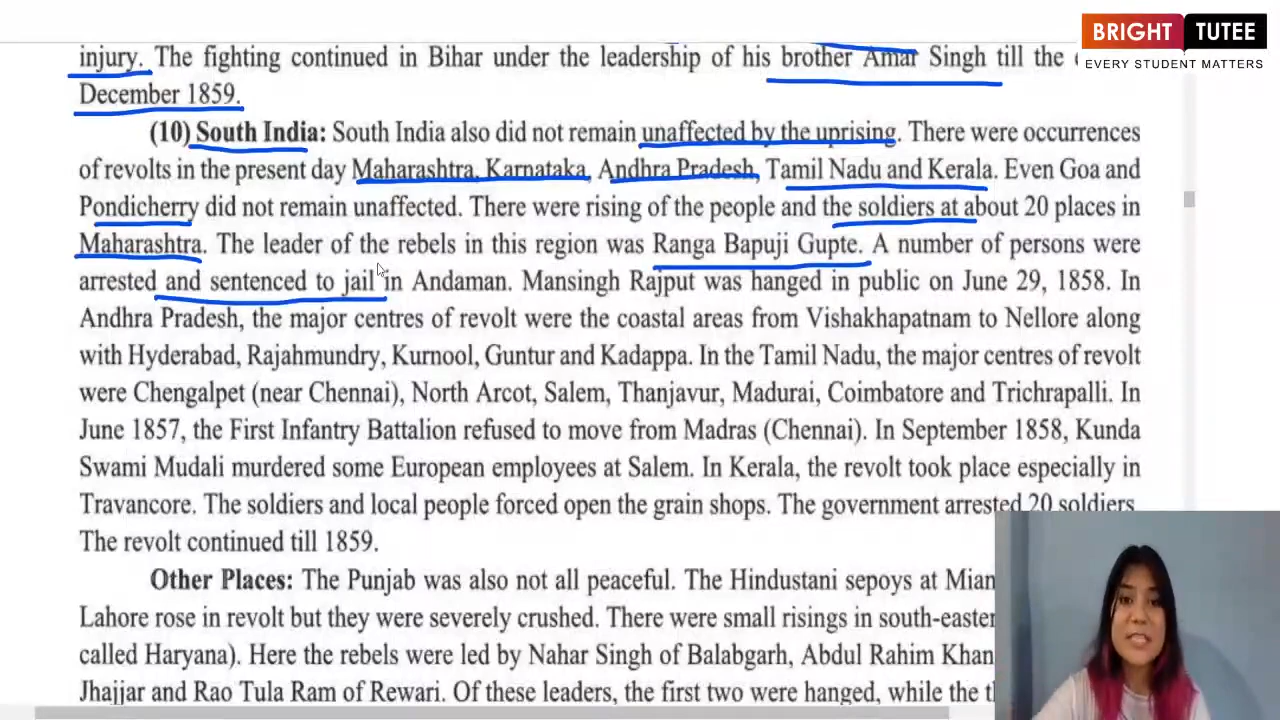 BRIGHT TUTEE
EVERY STUDENT MATTERS
injury. The fighting continued in Bihar under the leadership of his brother Amar Singh till the
December 1859.
(10) South India: South India also did not remain unaffected by the uprising. There were occurrences
of revolts in the present day Maharashtra, Karnataka, Andhra Pradesh, Tamil Nadu and Kerala. Even Goa and
Pondicherry did not remain unaffected. There were rising of the people and the soldiers at about 20 places in
Maharashtra. The leader of the rebels in this region was Ranga Bapuji Gupte. A number of persons were
arrested and sentenced to jail in Andaman. Mansingh Rajput was hanged in public on June 29, 1858. In
Andhra Pradesh, the major centres of revolt were the coastal areas from Vishakhapatnam to Nellore along
with Hyderabad, Rajahmundry, Kurnool, Guntur and Kadappa. In the Tamil Nadu, the major centres of revolt
were Chengalpet (near Chennai), North Arcot, Salem, Thanjavur, Madurai, Coimbatore and Trichrapalli. In
June 1857, the First Infantry Battalion refused to move from Madras (Chennai). In September 1858, Kunda
Swami Mudali murdered some European employees at Salem. In Kerala, the revolt took place especially in
Travancore. The soldiers and local people forced open the grain shops. The government arrested 20 soldiers.
The revolt continued till 1859.
Other Places: The Punjab was also not all peaceful. The Hindustani sepoys at Mian
Lahore rose in revolt but they were severely crushed. There were small risings in south-easter
called Haryana). Here the rebels were led by Nahar Singh of Balabgarh, Abdul Rahim Khan
Jhajjar and Rao Tula Ram of Rewari. Of these leaders, the first two were hanged, while the